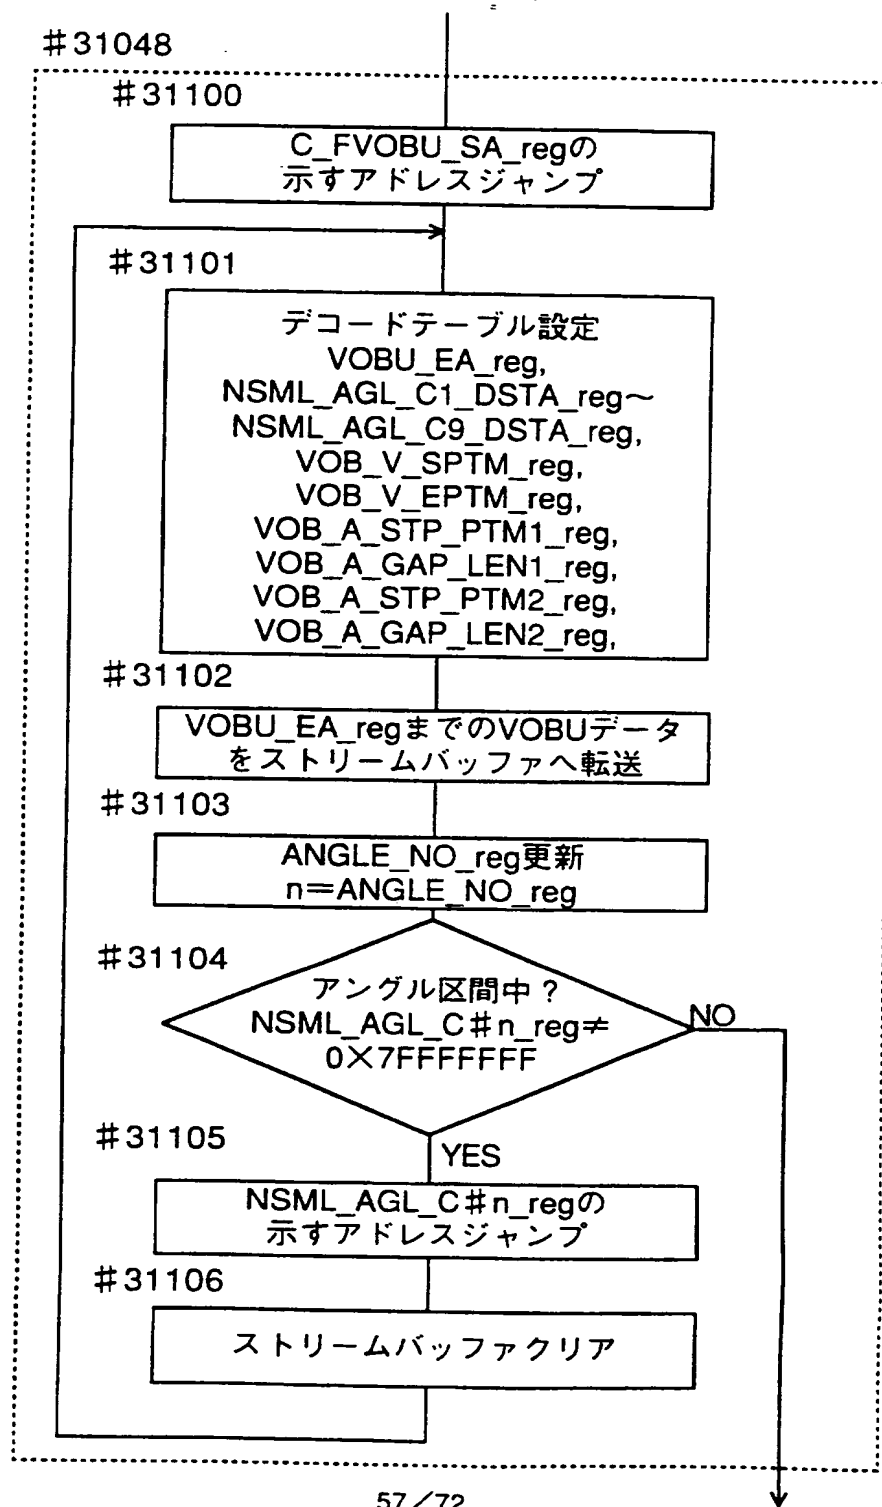 #31048
#31100
C_FVOBU_SA_regの
示すアドレスジャンプ
#31101
デコードテーブル設定
VOBU_EA_reg,
NSML_AGL_C1_DSTA_reg~
NSML_AGL_C9_DSTA_reg,
VOB_V_SPTM_reg,
VOB_V_EPTM_reg,
VOB_A_STP_PTM1_reg,
VOB_A_GAP_LEN1_reg,
VOB_A_STP_PTM2_reg,
VOB_A_GAP_LEN2_reg,
#31102
VOBU_EA_regまでのVOBUデータ
をストリームバッファへ転送
#31103
ANGLE_NO_reg更新
n=ANGLE_NO_reg
#31104
アングル区間中?
NSML_AGL_C#n_reg≠
0×7FFFFFFF
NO
#31105
YES
NSML_AGL_C#n_regの
示すアドレスジャンプ
#31106
ストリームバッファクリア
57/72